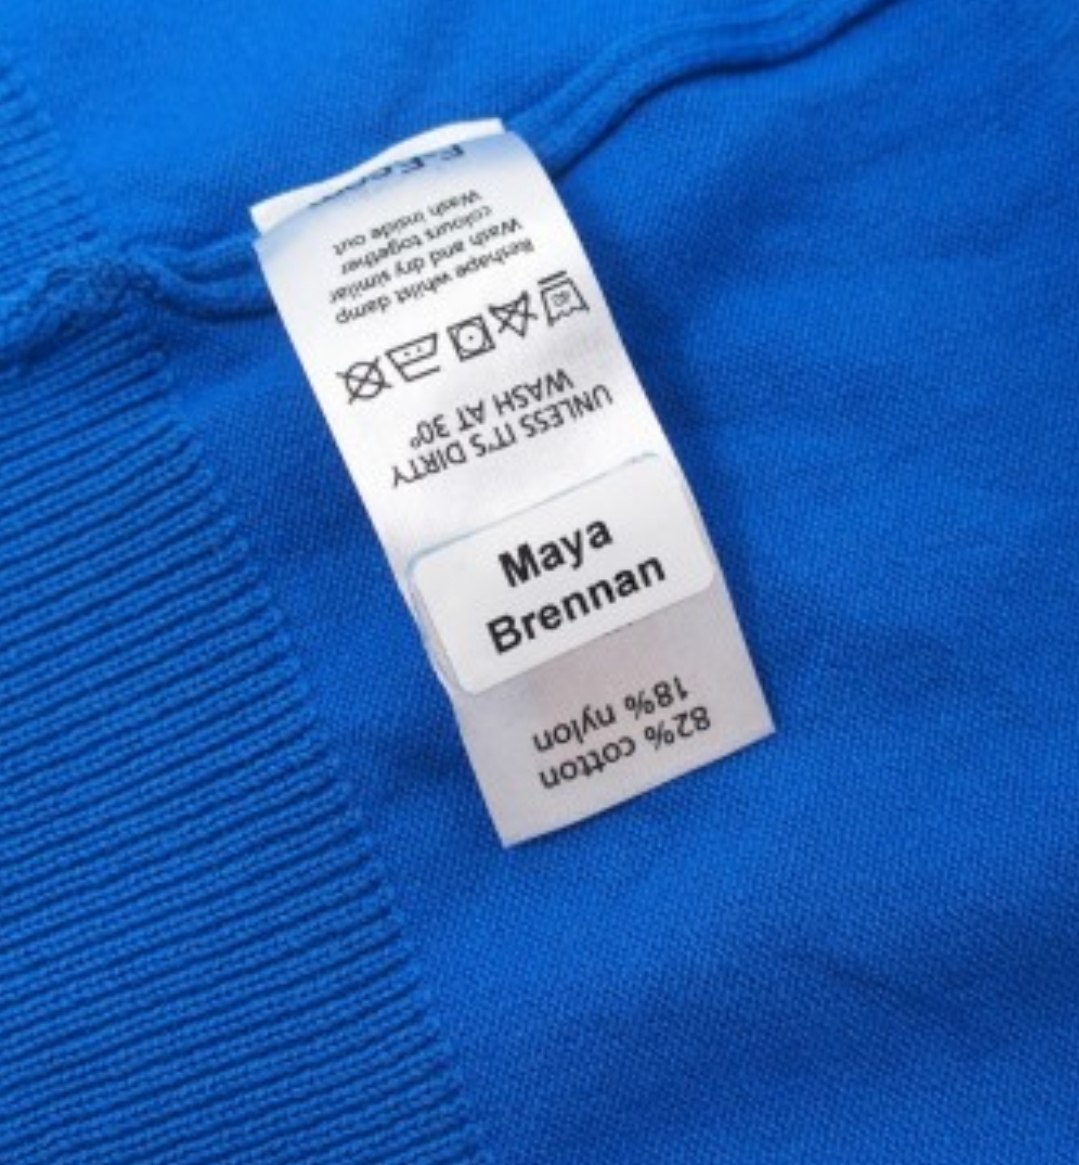 82% cotton
18% nylon
Maya
Brennan
UNLESS IT'S DIRTY
WASH AT 30°
40
Reshape whilst damp
Wash and dry similar
colours together
Wash inside out